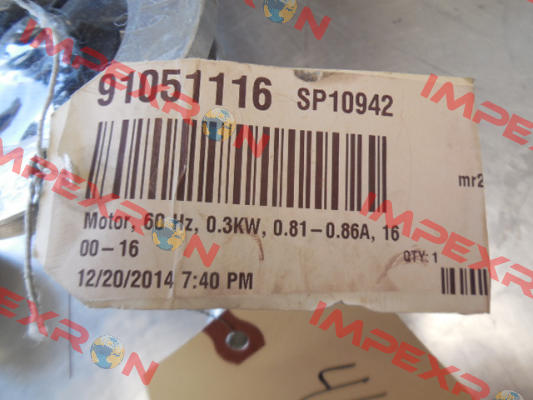 91051116 SP10942
mr2
Motor, 60 Hz, 0.3KW, 0.81-0.86A, 16
00-16
QTY: 1
12/20/2014 7:40 PM
IMPEXRON
IMPEXRON
IMPEXRON
IMPEXRON